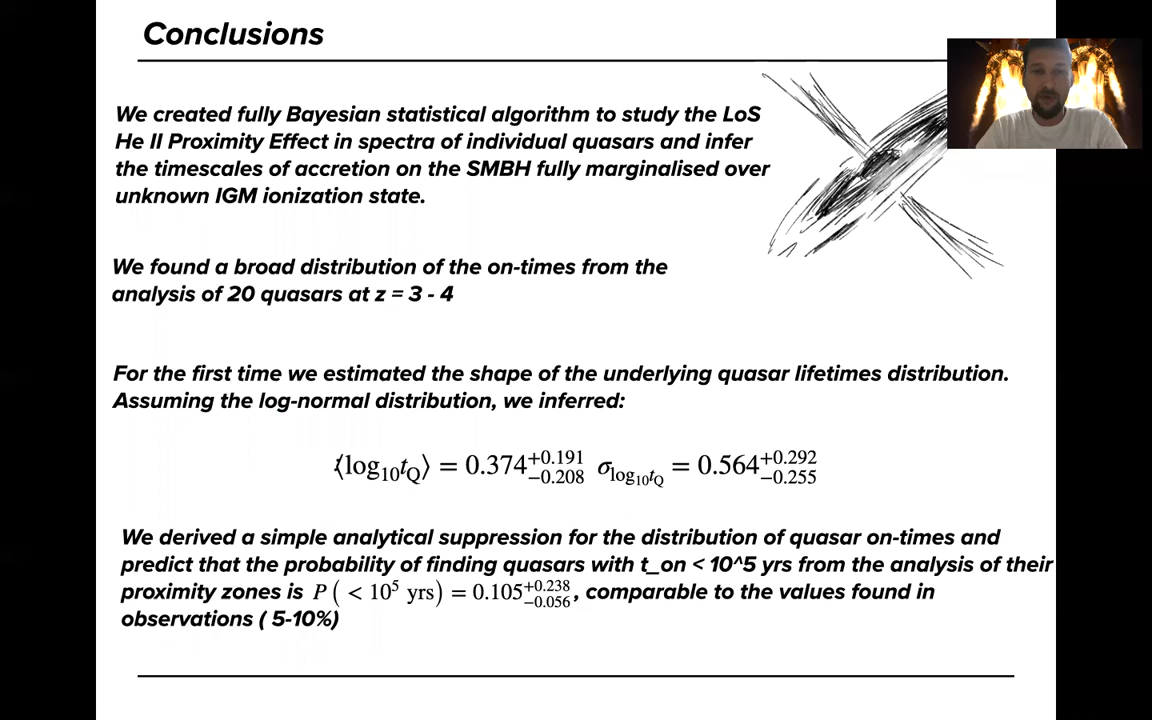 Conclusions
We created fully Bayesian statistical algorithm to study the LoS
He II Proximity Effect in spectra of individual quasars and infer
the timescales of accretion on the SMBH fully marginalised over
unknown IGM ionization state.
We found a broad distribution of the on-times from the
analysis of 20 quasars at z = 3 - 4
For the first time we estimated the shape of the underlying quasar lifetimes distribution.
Assuming the log-normal distribution, we inferred:
⟨log₁₀t_Q⟩ = 0.374^{+0.191}_{−0.208} σ_{log₁₀t_Q} = 0.564^{+0.292}_{−0.255}
We derived a simple analytical suppression for the distribution of quasar on-times and
predict that the probability of finding quasars with t_on < 10^5 yrs from the analysis of their
proximity zones is P ( < 10⁵ yrs) = 0.105^{+0.238}_{−0.056}, comparable to the values found in
observations ( 5-10%)